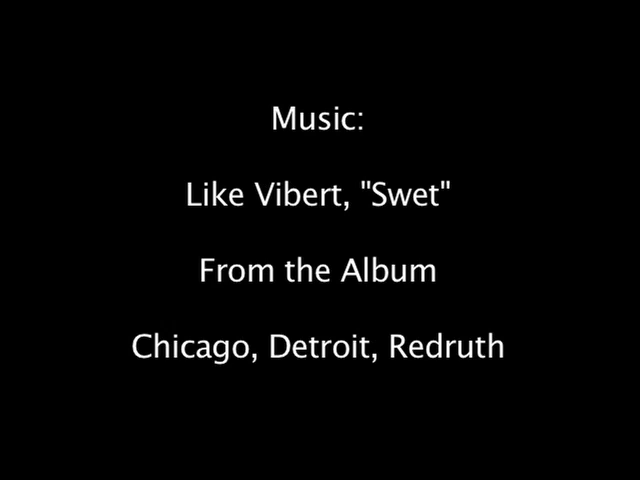 Music:
Like Vibert, "Swet"
From the Album
Chicago, Detroit, Redruth